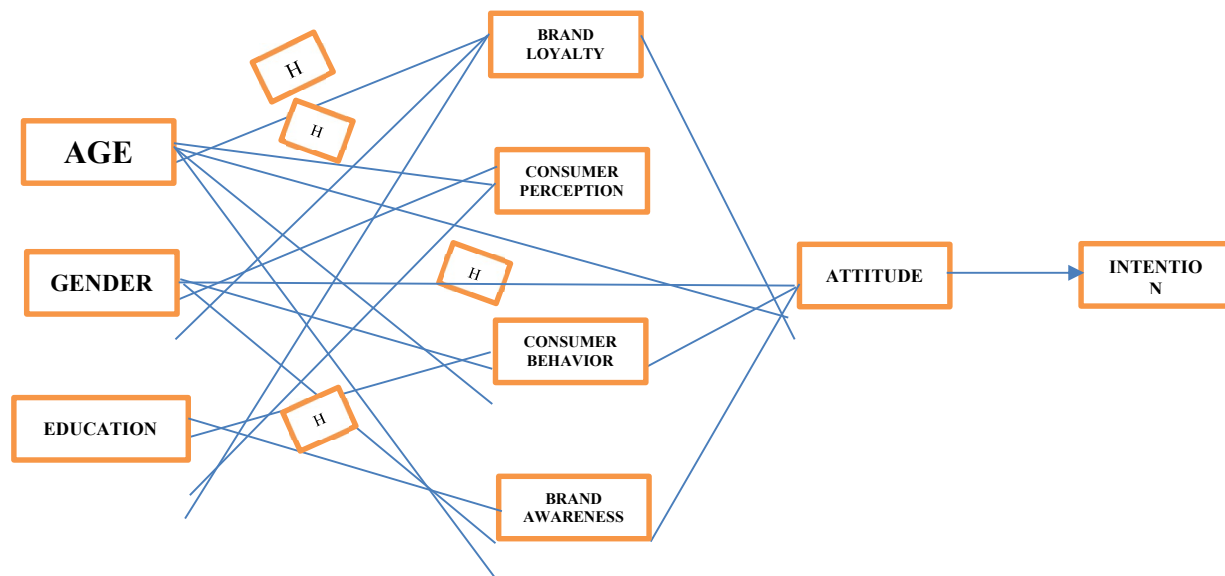 BRAND
LOYALTY
H
H
AGE
CONSUMER
PERCEPTION
GENDER
H
ATTITUDE
INTENTIO
N
CONSUMER
BEHAVIOR
EDUCATION
H
BRAND
AWARENESS